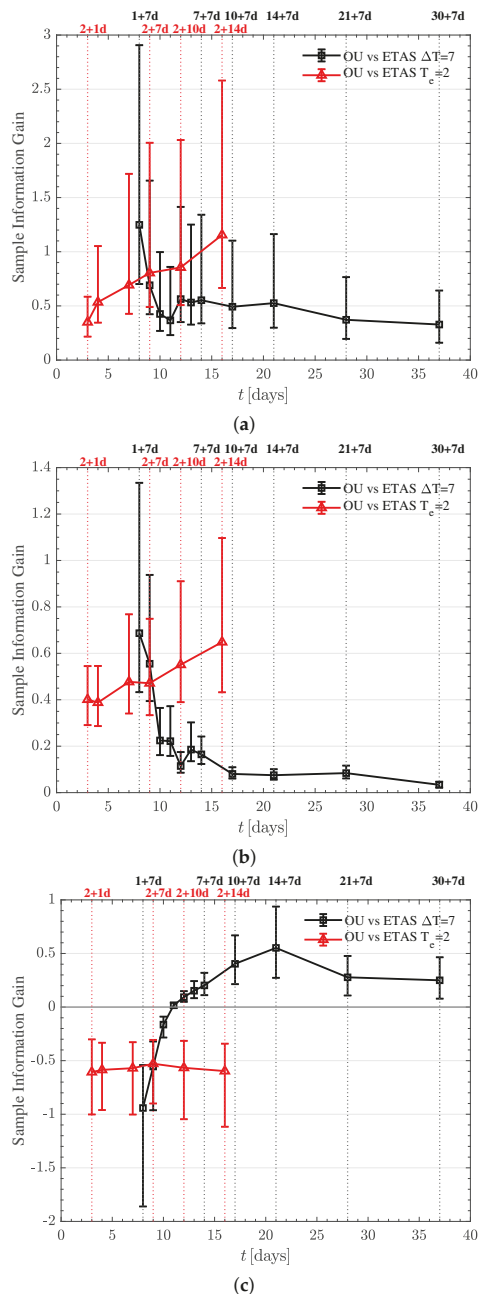 1+7d 7+7d 10+7d 14+7d 21+7d 30+7d
2+1d 2+7d 2+10d 2+14d
3
2.5
2
1.5
1
0.5
0
Sample Information Gain
OU vs ETAS ΔT=7
OU vs ETAS T_e=2
0 5 10 15 20 25 30 35 40
t [days]
(a)
1+7d 7+7d 10+7d 14+7d 21+7d 30+7d
2+1d 2+7d 2+10d 2+14d
1.4
1.2
1
0.8
0.6
0.4
0.2
0
Sample Information Gain
OU vs ETAS ΔT=7
OU vs ETAS T_e=2
0 5 10 15 20 25 30 35 40
t [days]
(b)
1+7d 7+7d 10+7d 14+7d 21+7d 30+7d
2+1d 2+7d 2+10d 2+14d
1
0.5
0
-0.5
-1
-1.5
-2
Sample Information Gain
OU vs ETAS ΔT=7
OU vs ETAS T_e=2
0 5 10 15 20 25 30 35 40
t [days]
(c)